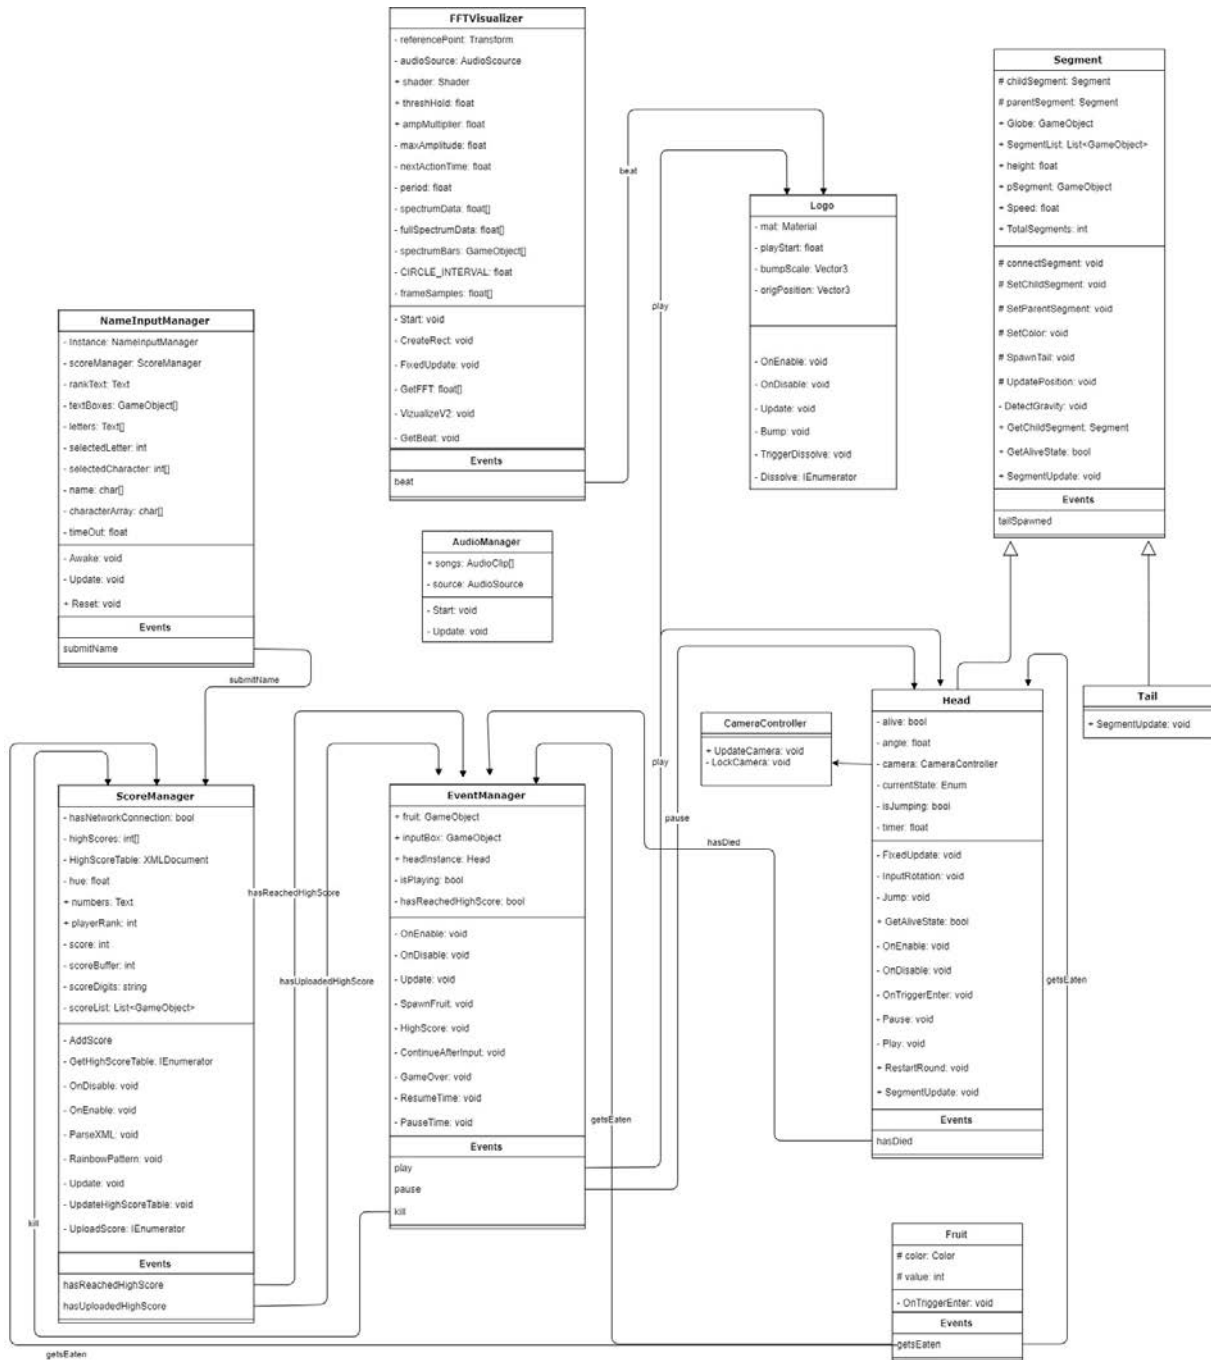 FFTVisualizer
- referencePoint: Transform
- audioSource: AudioScource
+ shader: Shader
+ threshHold: float
+ ampMultiplier: float
- maxAmplitude: float
- nextActionTime: float
- period: float
- spectrumData: float[]
- fullSpectrumData: float[]
- spectrumBars: GameObject[]
- CIRCLE_INTERVAL: float
- frameSamples: float[]
- Start: void
- CreateRect: void
- FixedUpdate: void
- GetFFT: float[]
- VizualizeV2: void
- GetBeat: void
Events
beat
beat
play
Logo
- mat: Material
- playStart: float
- bumpScale: Vector3
- origPosition: Vector3
- OnEnable: void
- OnDisable: void
- Update: void
- Bump: void
- TriggerDissolve: void
- Dissolve: IEnumerator
Segment
# childSegment: Segment
# parentSegment: Segment
+ Globe: GameObject
+ SegmentList: List<GameObject>
+ height: float
+ pSegment: GameObject
+ Speed: float
+ TotalSegments: int
# connectSegment: void
# SetChildSegment: void
# SetParentSegment: void
# SetColor: void
# SpawnTail: void
# UpdatePosition: void
- DetectGravity: void
+ GetChildSegment: Segment
+ GetAliveState: bool
+ SegmentUpdate: void
Events
tailSpawned
NameInputManager
- Instance: NameInputManager
- scoreManager: ScoreManager
- rankText: Text
- textBoxes: GameObject[]
- letters: Text[]
- selectedLetter: int
- selectedCharacter: int[]
- name: char[]
- characterArray: char[]
- timeOut: float
- Awake: void
- Update: void
+ Reset: void
Events
submitName
submitName
AudioManager
+ songs: AudioClip[]
- source: AudioSource
- Start: void
- Update: void
Tail
+ SegmentUpdate: void
CameraController
+ UpdateCamera: void
- LockCamera: void
Head
- alive: bool
- angle: float
- camera: CameraController
- currentState: Enum
- isJumping: bool
- timer: float
- FixedUpdate: void
- InputRotation: void
- Jump: void
+ GetAliveState: bool
- OnEnable: void
- OnDisable: void
- OnTriggerEnter: void
- Pause: void
- Play: void
+ RestartRound: void
+ SegmentUpdate: void
Events
hasDied
play
pause
hasDied
getsEaten
ScoreManager
- hasNetworkConnection: bool
- highScores: int[]
- HighScoreTable: XMLDocument
- hue: float
+ numbers: Text
+ playerRank: int
- score: int
- scoreBuffer: int
- scoreDigits: string
- scoreList: List<GameObject>
- AddScore
- GetHighScoreTable: IEnumerator
- OnDisable: void
- OnEnable: void
- ParseXML: void
- RainbowPattern: void
- Update: void
- UpdateHighScoreTable: void
- UploadScore: IEnumerator
Events
hasReachedHighScore
hasUploadedHighScore
hasReachedHighScore
hasUploadedHighScore
kill
EventManager
+ fruit: GameObject
+ inputBox: GameObject
+ headInstance: Head
- isPlaying: bool
- hasReachedHighScore: bool
- OnEnable: void
- OnDisable: void
- Update: void
- SpawnFruit: void
- HighScore: void
- ContinueAfterInput: void
- GameOver: void
- ResumeTime: void
- PauseTime: void
Events
play
pause
kill
getsEaten
Fruit
# color: Color
# value: int
- OnTriggerEnter: void
Events
getsEaten
getsEaten